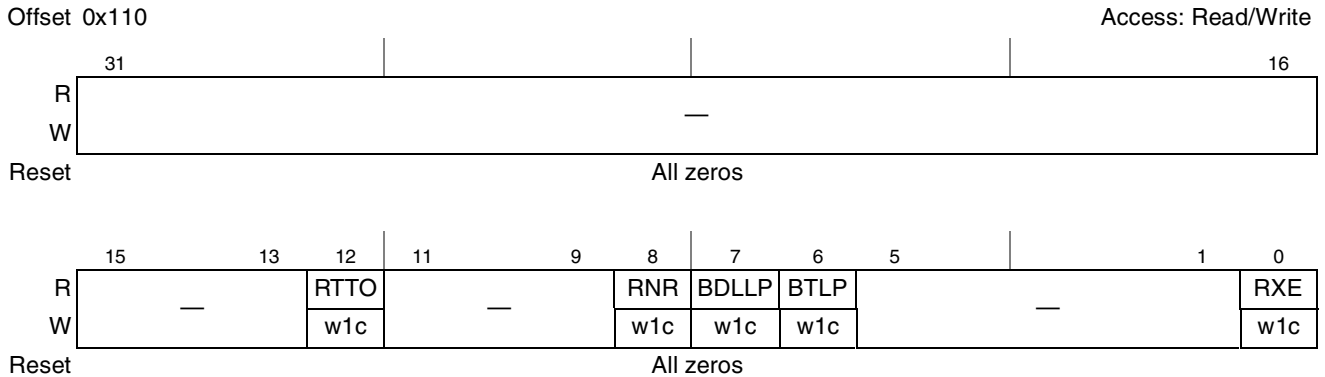 Offset 0x110 Access: Read/Write
31 16
R
—
W
Reset All zeros
15 13 12 11 9 8 7 6 5 1 0
R — RTTO — RNR BDLLP BTLP — RXE
W w1c w1c w1c w1c w1c
Reset All zeros